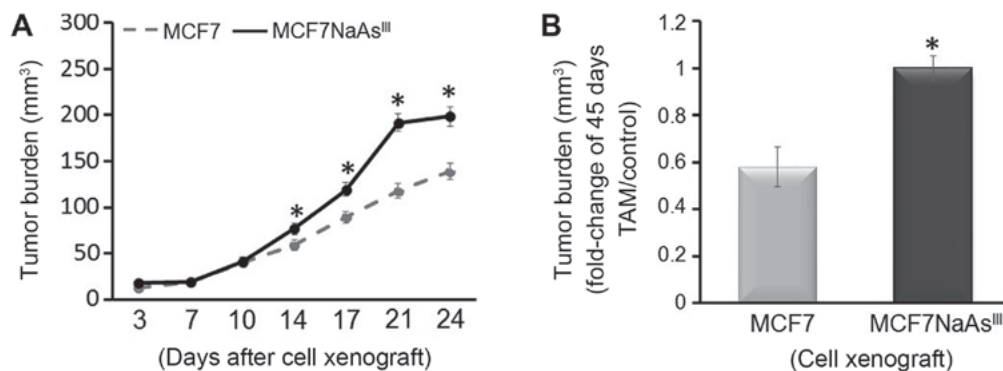 A
MCF7
MCF7NaAsᴵᴵᴵ
Tumor burden (mm³)
300
250
200
150
100
50
0
*
*
*
*
3 7 10 14 17 21 24
(Days after cell xenograft)
B
Tumor burden (mm³)
(fold-change of 45 days
TAM/control)
1.2
1
0.8
0.6
0.4
0.2
0
*
MCF7 MCF7NaAsᴵᴵᴵ
(Cell xenograft)